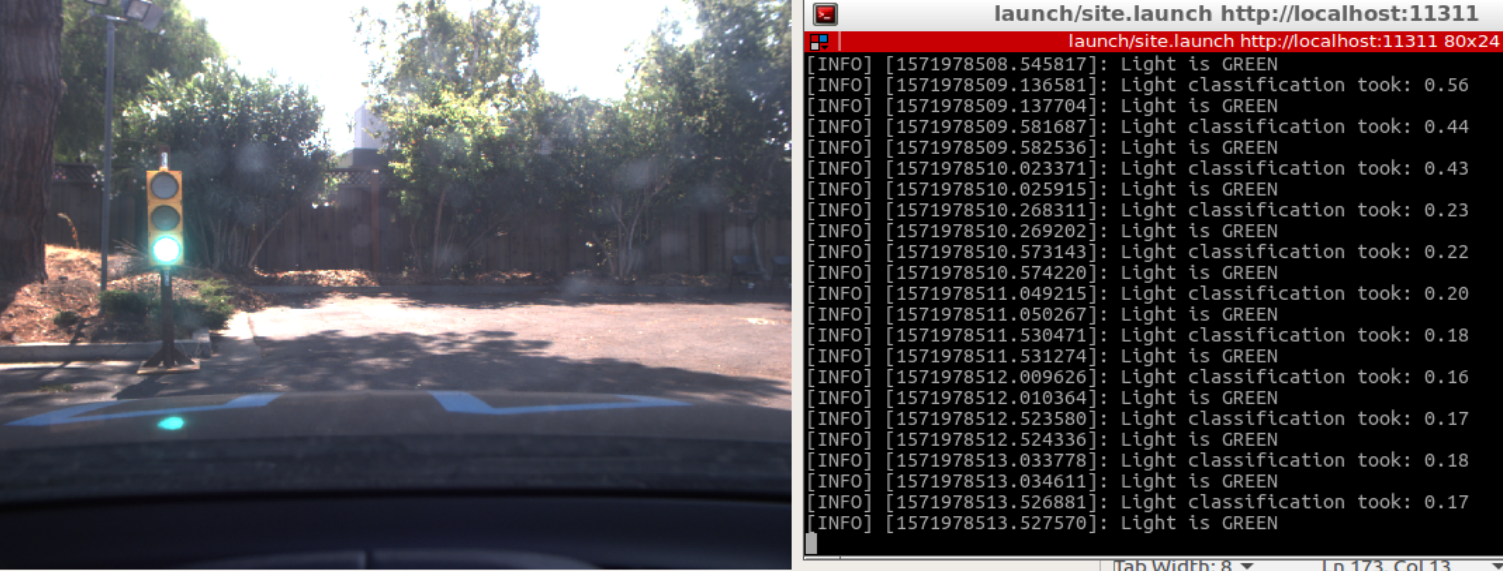 launch/site.launch http://localhost:11311
launch/site.launch http://localhost:11311 80x24
[INFO] [1571978508.545817]: Light is GREEN
[INFO] [1571978509.136581]: Light classification took: 0.56
[INFO] [1571978509.137704]: Light is GREEN
[INFO] [1571978509.581687]: Light classification took: 0.44
[INFO] [1571978509.582536]: Light is GREEN
[INFO] [1571978510.023371]: Light classification took: 0.43
[INFO] [1571978510.025915]: Light is GREEN
[INFO] [1571978510.268311]: Light classification took: 0.23
[INFO] [1571978510.269202]: Light is GREEN
[INFO] [1571978510.573143]: Light classification took: 0.22
[INFO] [1571978510.574220]: Light is GREEN
[INFO] [1571978511.049215]: Light classification took: 0.20
[INFO] [1571978511.050267]: Light is GREEN
[INFO] [1571978511.530471]: Light classification took: 0.18
[INFO] [1571978511.531274]: Light is GREEN
[INFO] [1571978512.009626]: Light classification took: 0.16
[INFO] [1571978512.010364]: Light is GREEN
[INFO] [1571978512.523580]: Light classification took: 0.17
[INFO] [1571978512.524336]: Light is GREEN
[INFO] [1571978513.033778]: Light classification took: 0.18
[INFO] [1571978513.034611]: Light is GREEN
[INFO] [1571978513.526881]: Light classification took: 0.17
[INFO] [1571978513.527570]: Light is GREEN
Tab Width: 8 Ln 173, Col 13